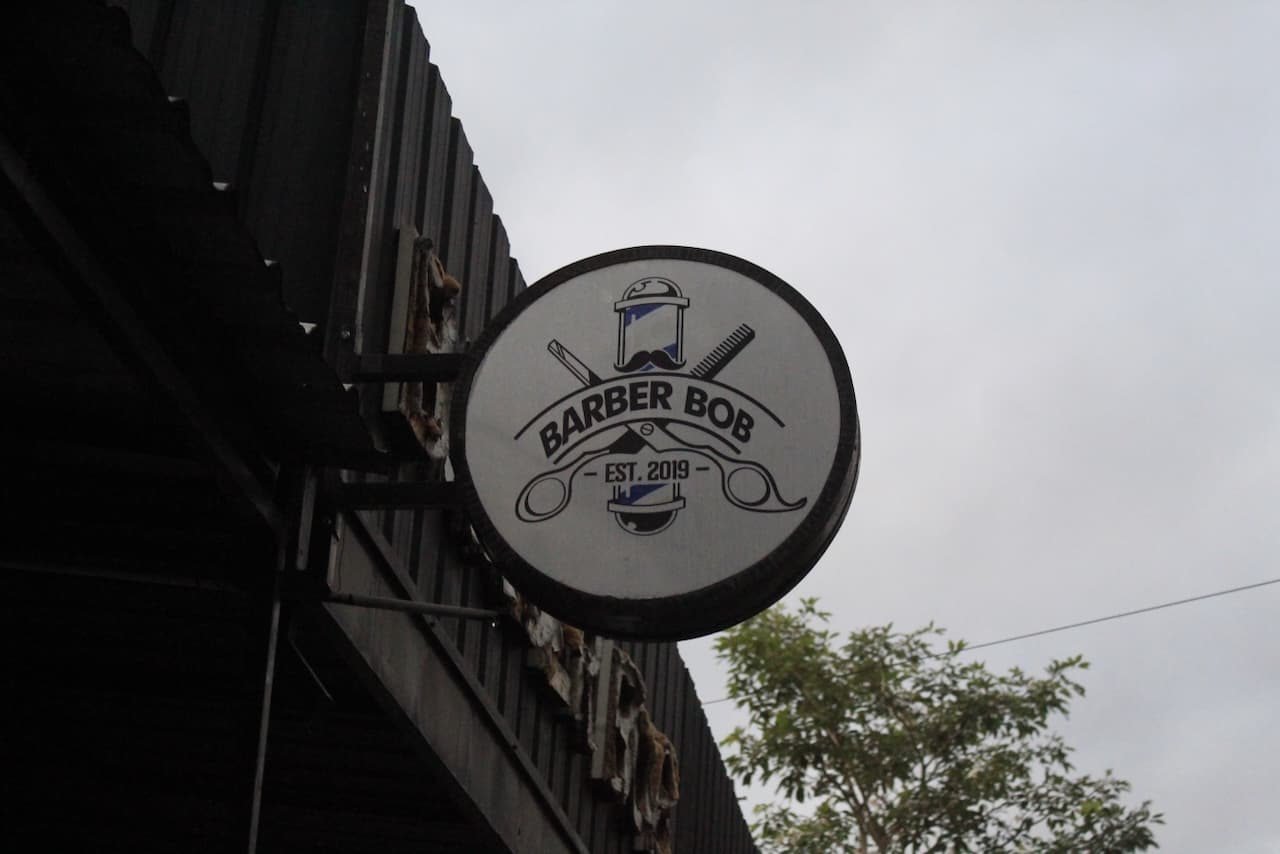 BARBER BOB
- EST. 2019 -